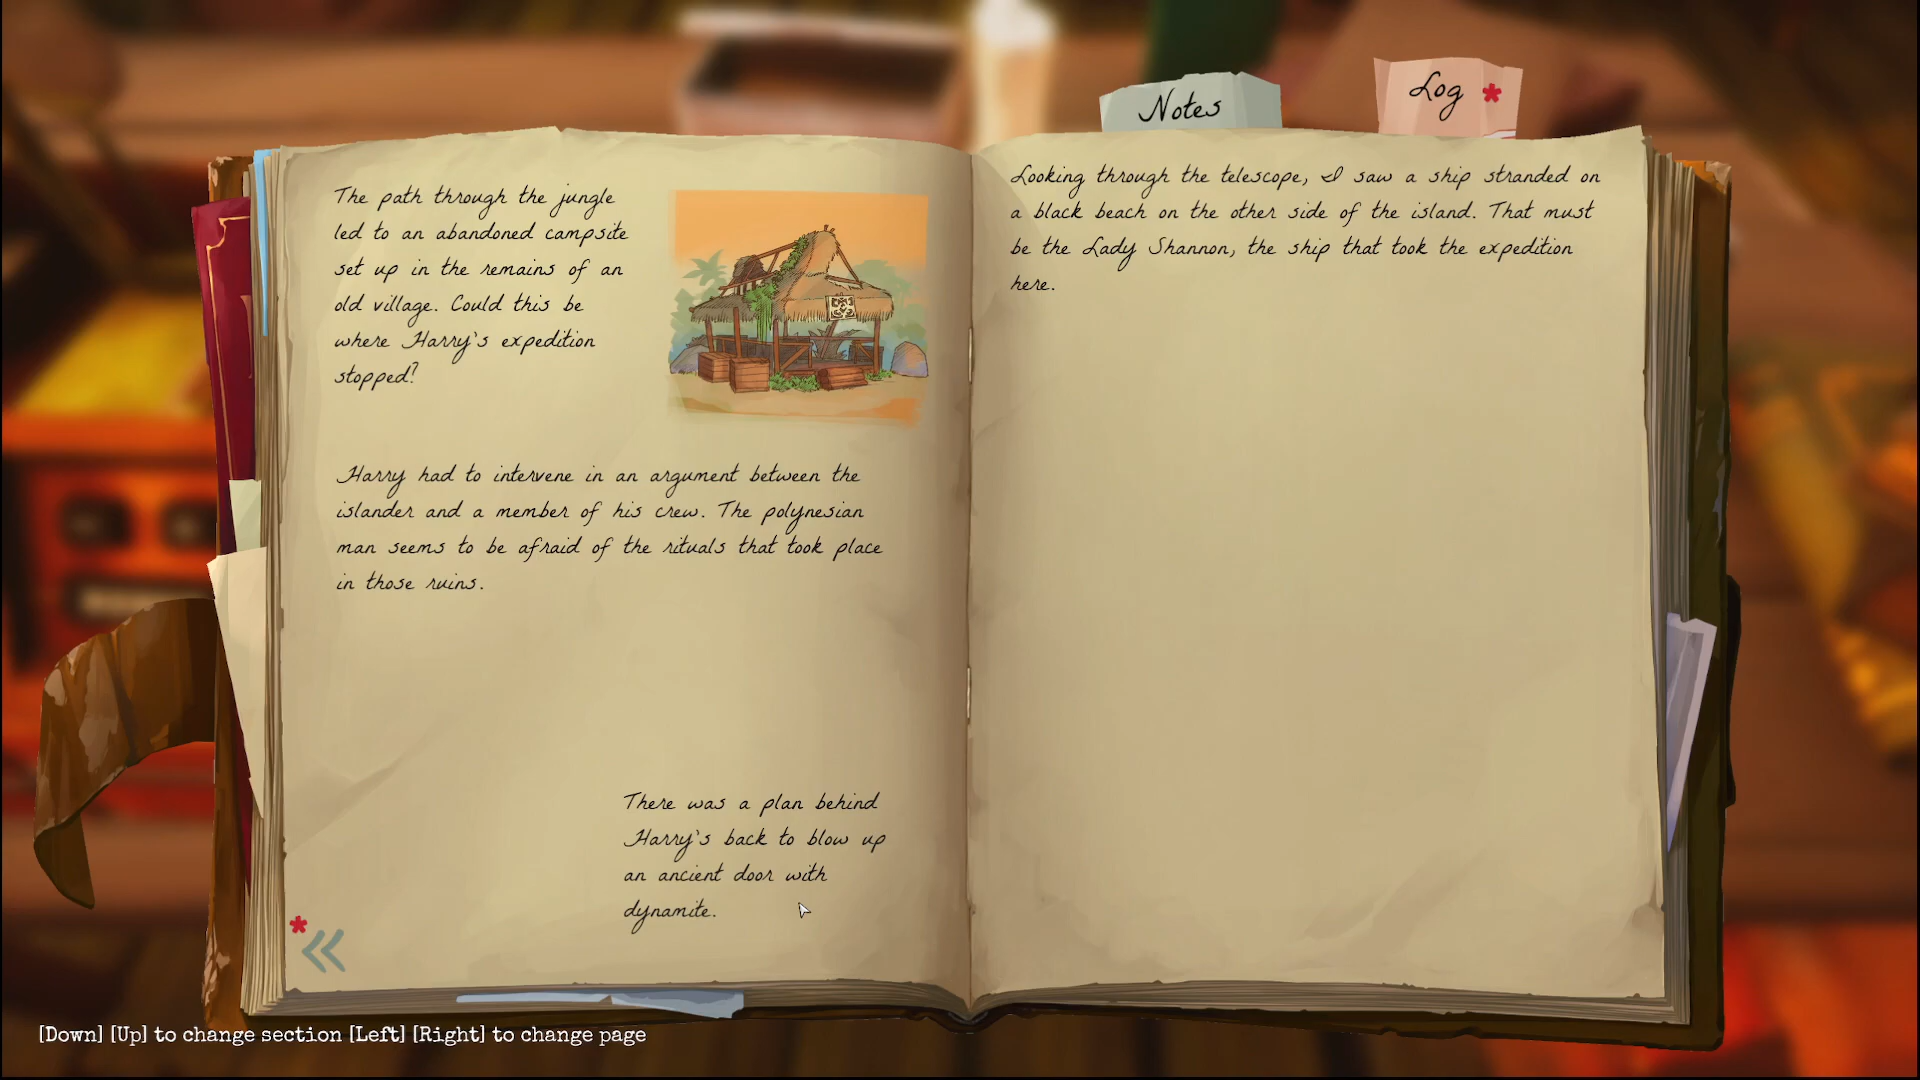 Notes
Log *
The path through the jungle
led to an abandoned campsite
set up in the remains of an
old village. Could this be
where Harry's expedition
stopped?
Harry had to intervene in an argument between the
islander and a member of his crew. The polynesian
man seems to be afraid of the rituals that took place
in those ruins.
There was a plan behind
Harry's back to blow up
an ancient door with
dynamite.
*
Looking through the telescope, I saw a ship stranded on
a black beach on the other side of the island. That must
be the Lady Shannon, the ship that took the expedition
here.
[Down] [Up] to change section [Left] [Right] to change page